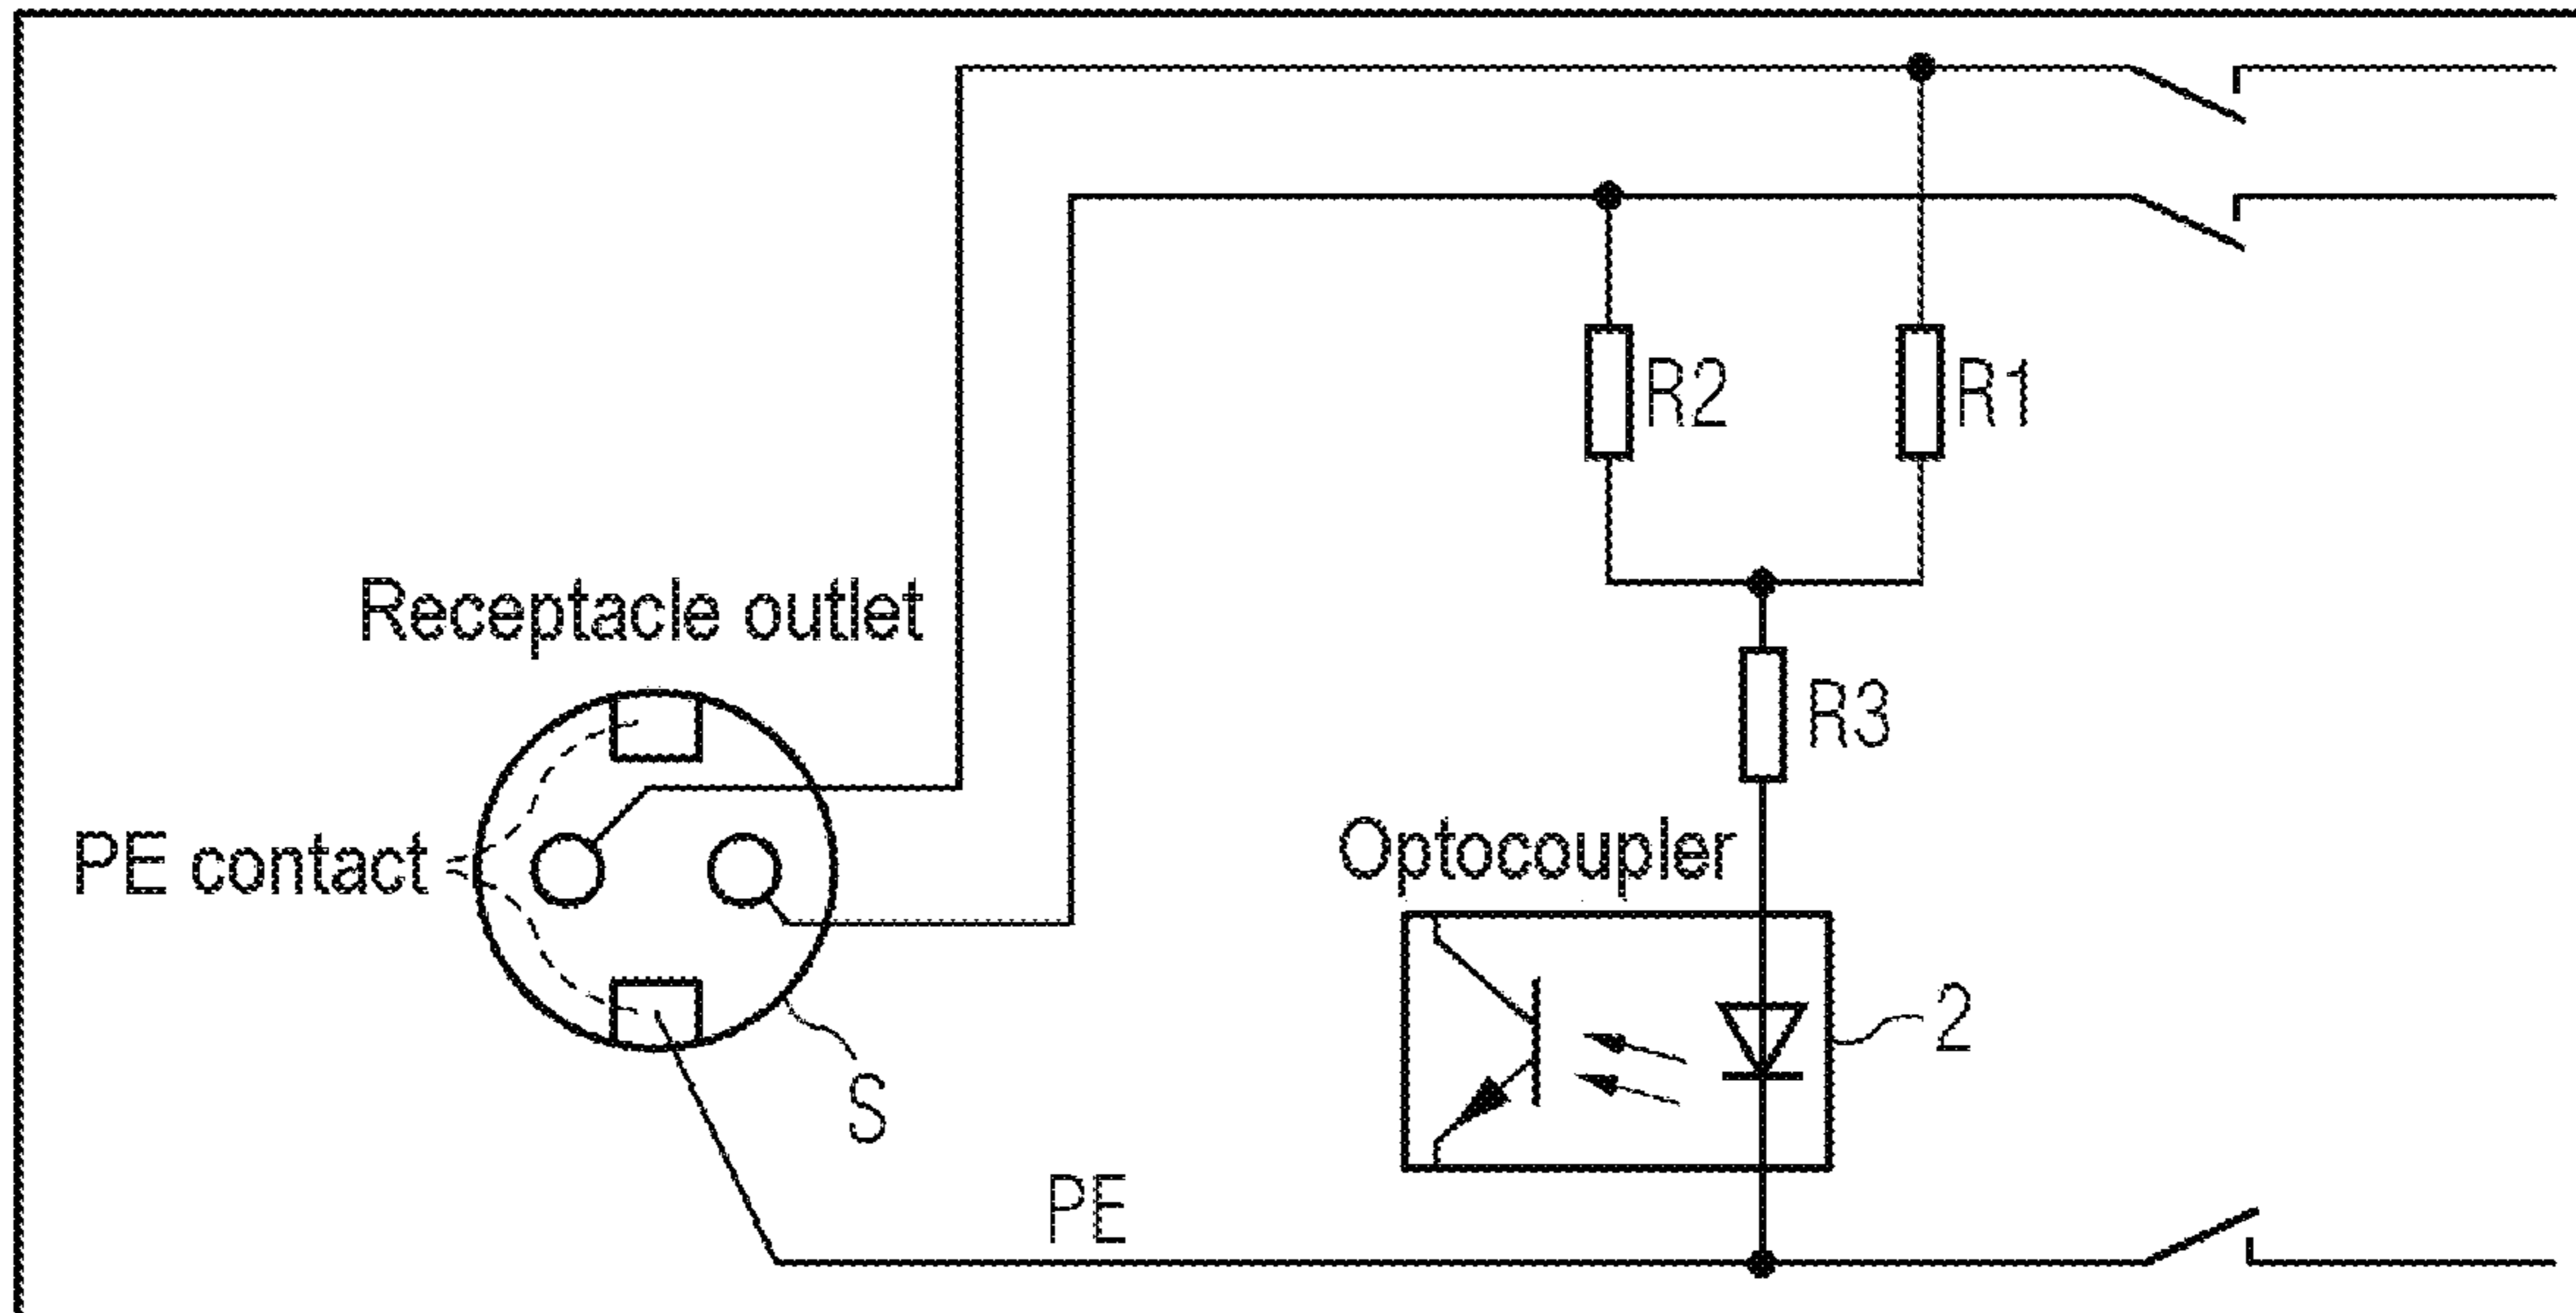 R2
R1
Receptacle outlet
R3
Optocoupler
PE contact
2
S
PE